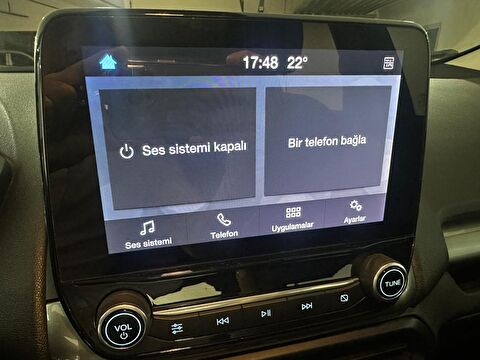 17:48 22°
Ses sistemi kapalı
Bir telefon bağla
Ses sistemi
Telefon
Uygulamalar
Ayarlar
VOL
TUNE